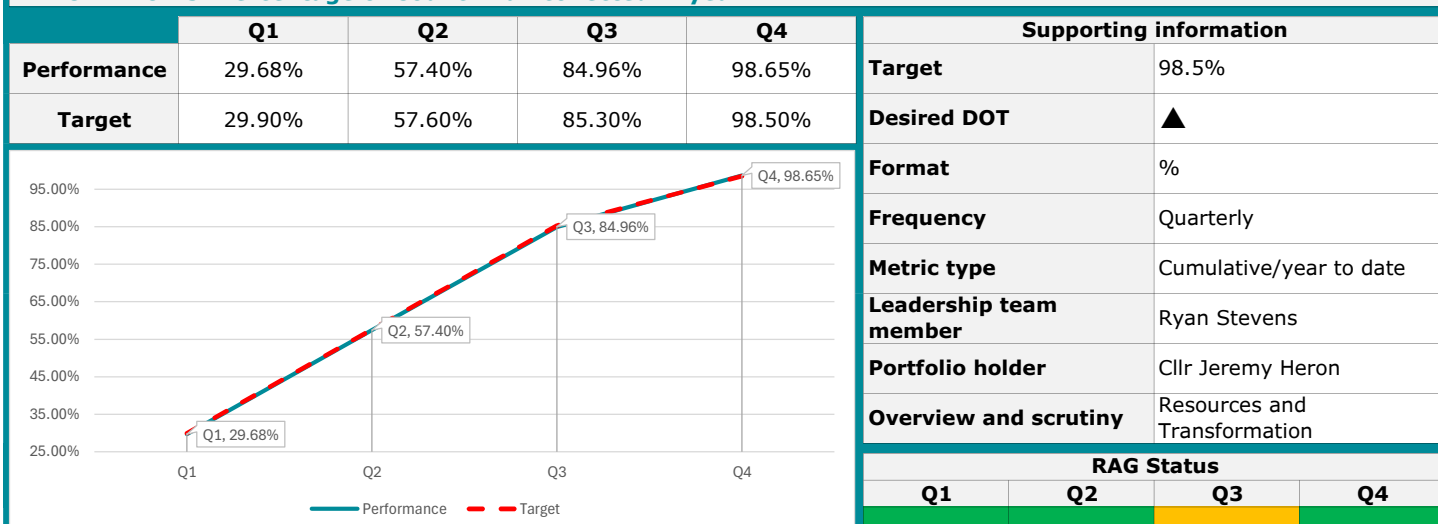 Q1 Q2 Q3 Q4
Performance 29.68% 57.40% 84.96% 98.65%
Target 29.90% 57.60% 85.30% 98.50%
95.00%
85.00%
75.00%
65.00%
55.00%
45.00%
35.00%
25.00%
Q4, 98.65%
Q3, 84.96%
Q2, 57.40%
Q1, 29.68%
Q1 Q2 Q3 Q4
Performance Target
Supporting information
Target 98.5%
Desired DOT ▲
Format %
Frequency Quarterly
Metric type Cumulative/year to date
Leadership team
member
Ryan Stevens
Portfolio holder Cllr Jeremy Heron
Overview and scrutiny
Resources and
Transformation
RAG Status
Q1 Q2 Q3 Q4